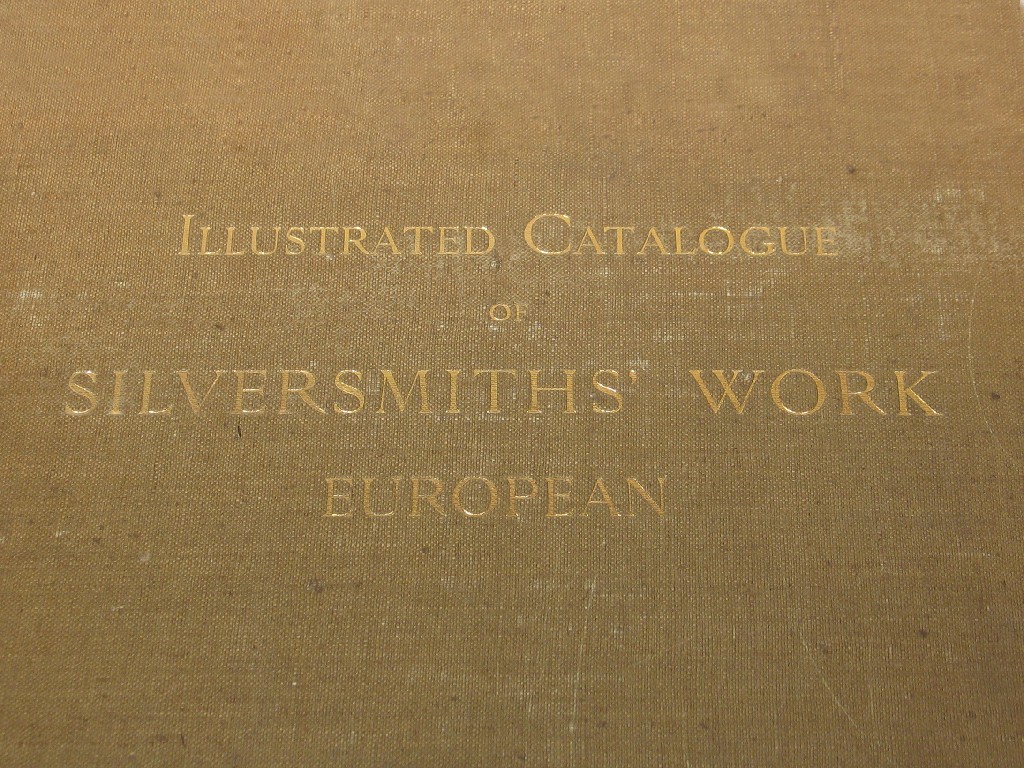 ILLUSTRATED CATALOGUE
OF
SILVERSMITHS' WORK
EUROPEAN